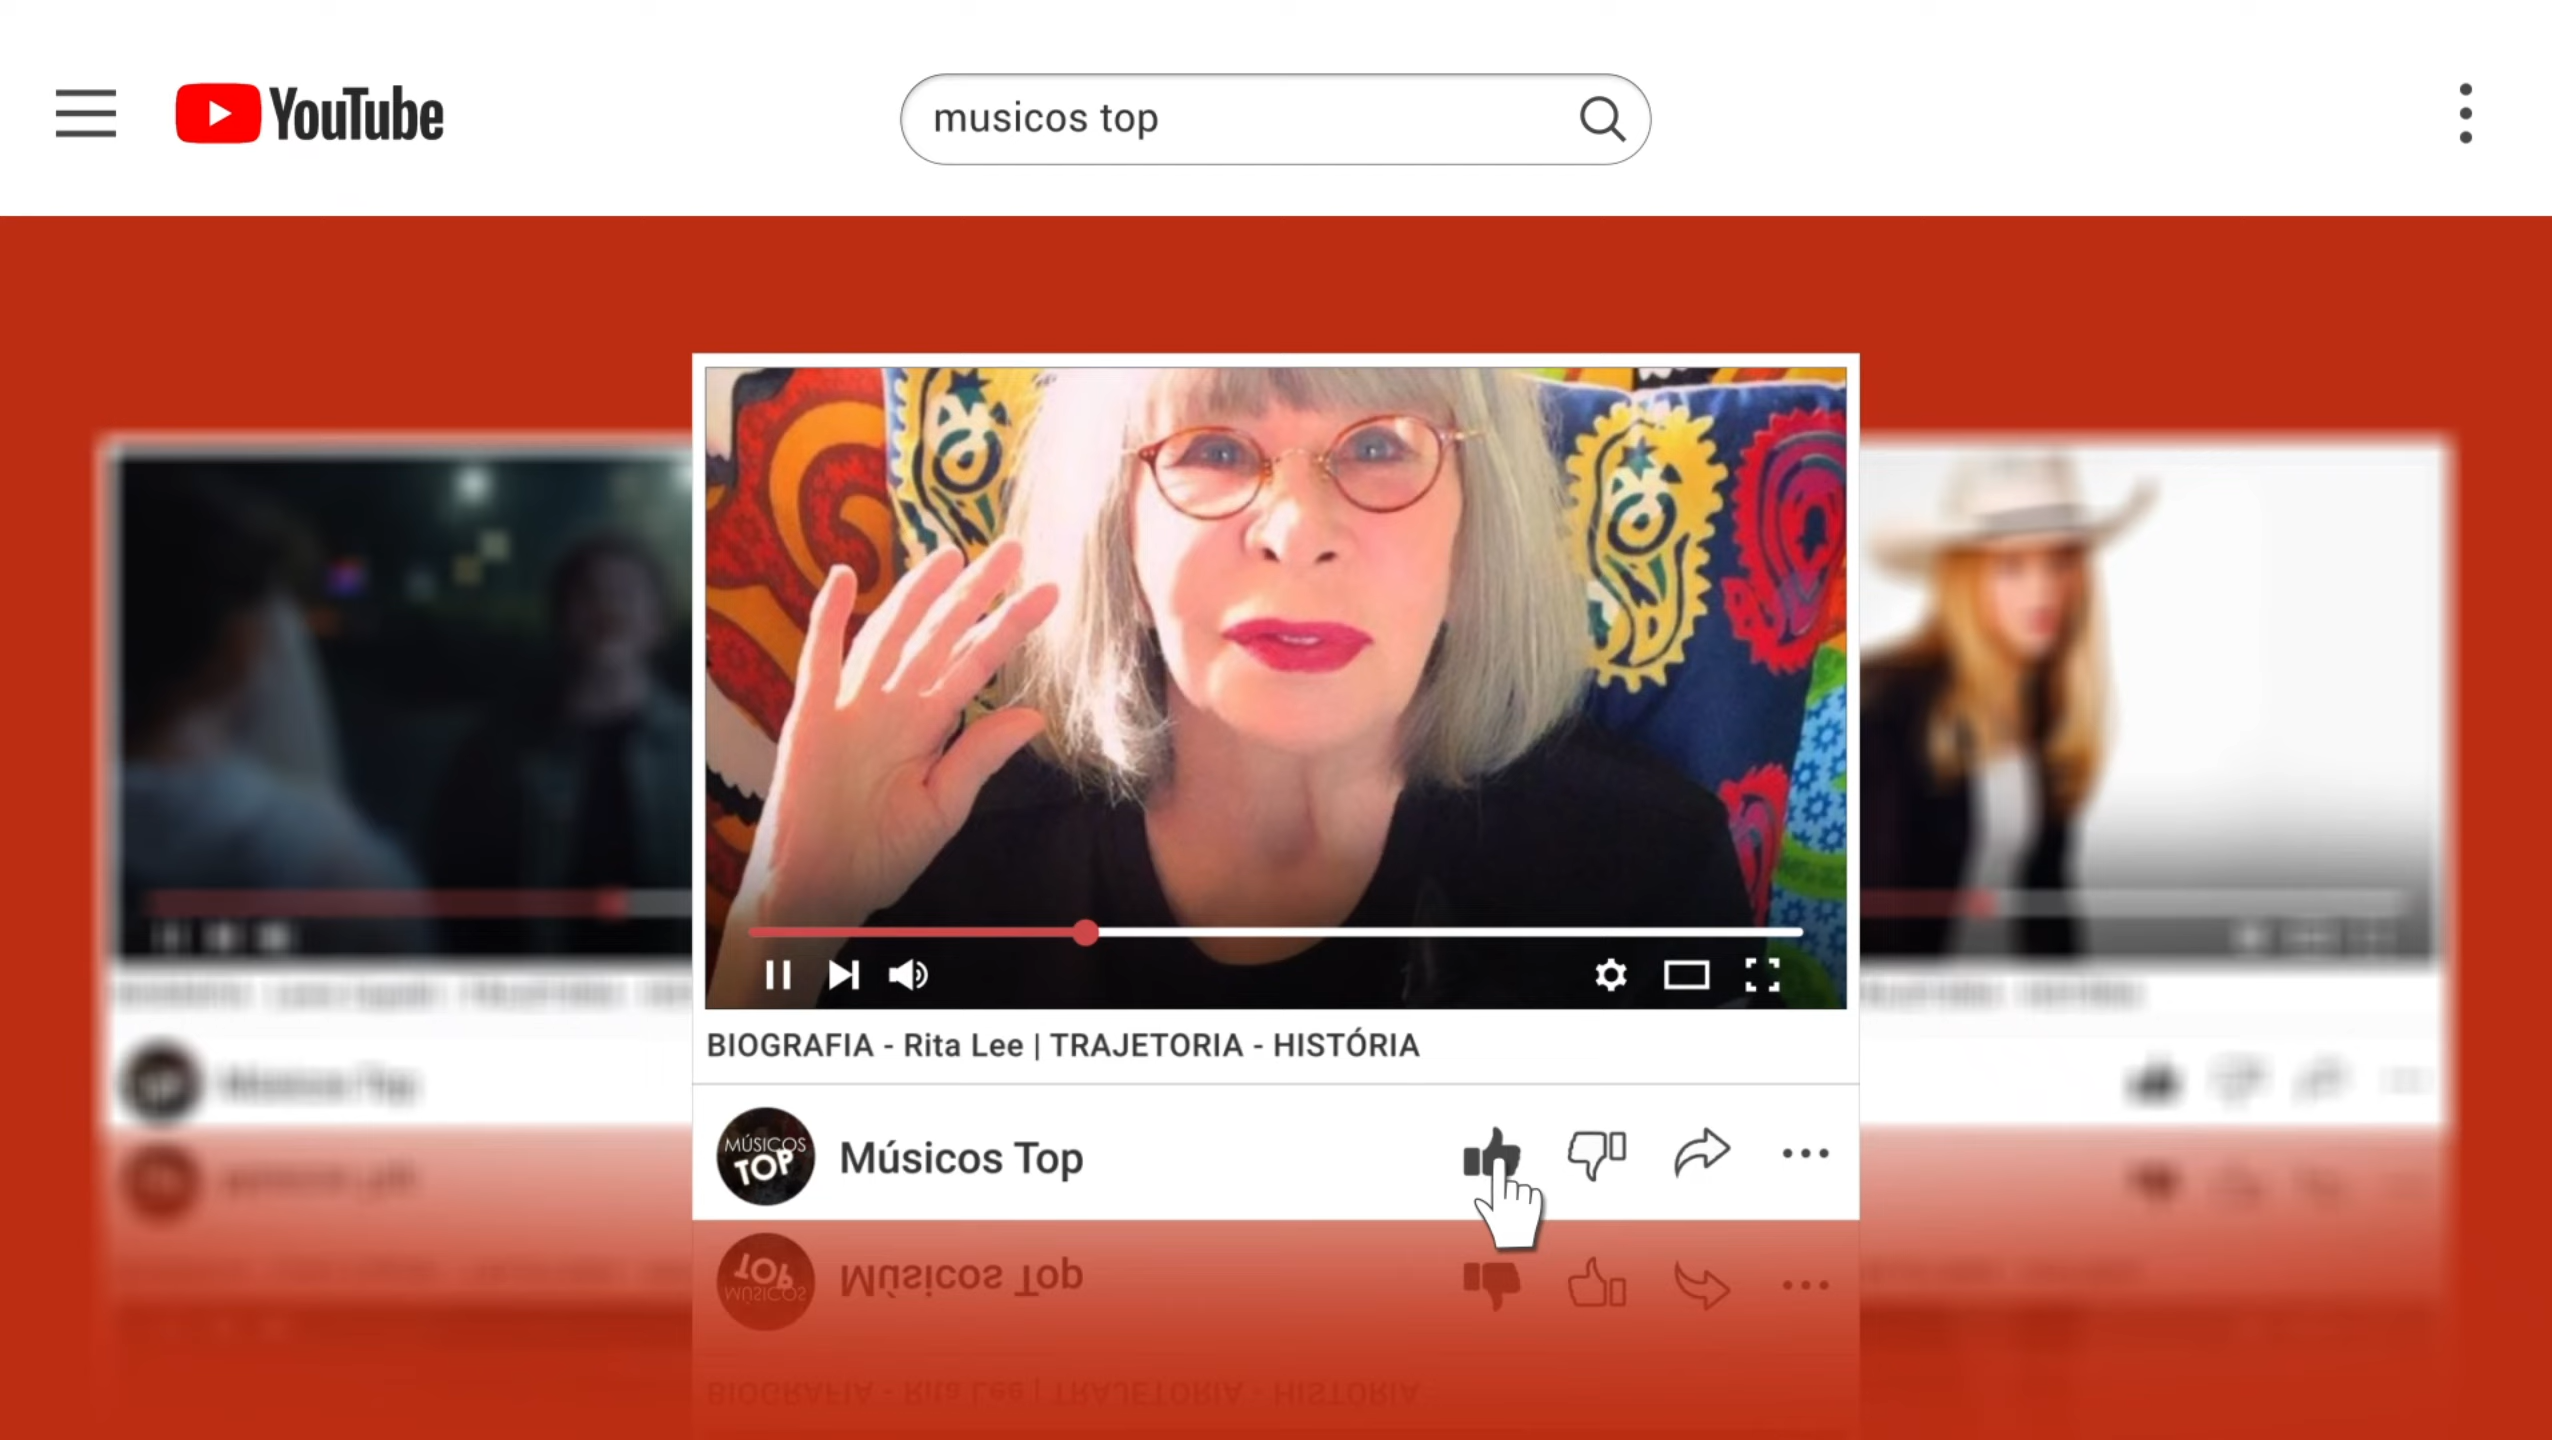 YouTube
musicos top
BIOGRAFIA - Rita Lee | TRAJETORIA - HISTÓRIA
MÚSICOS
TOP
Músicos Top